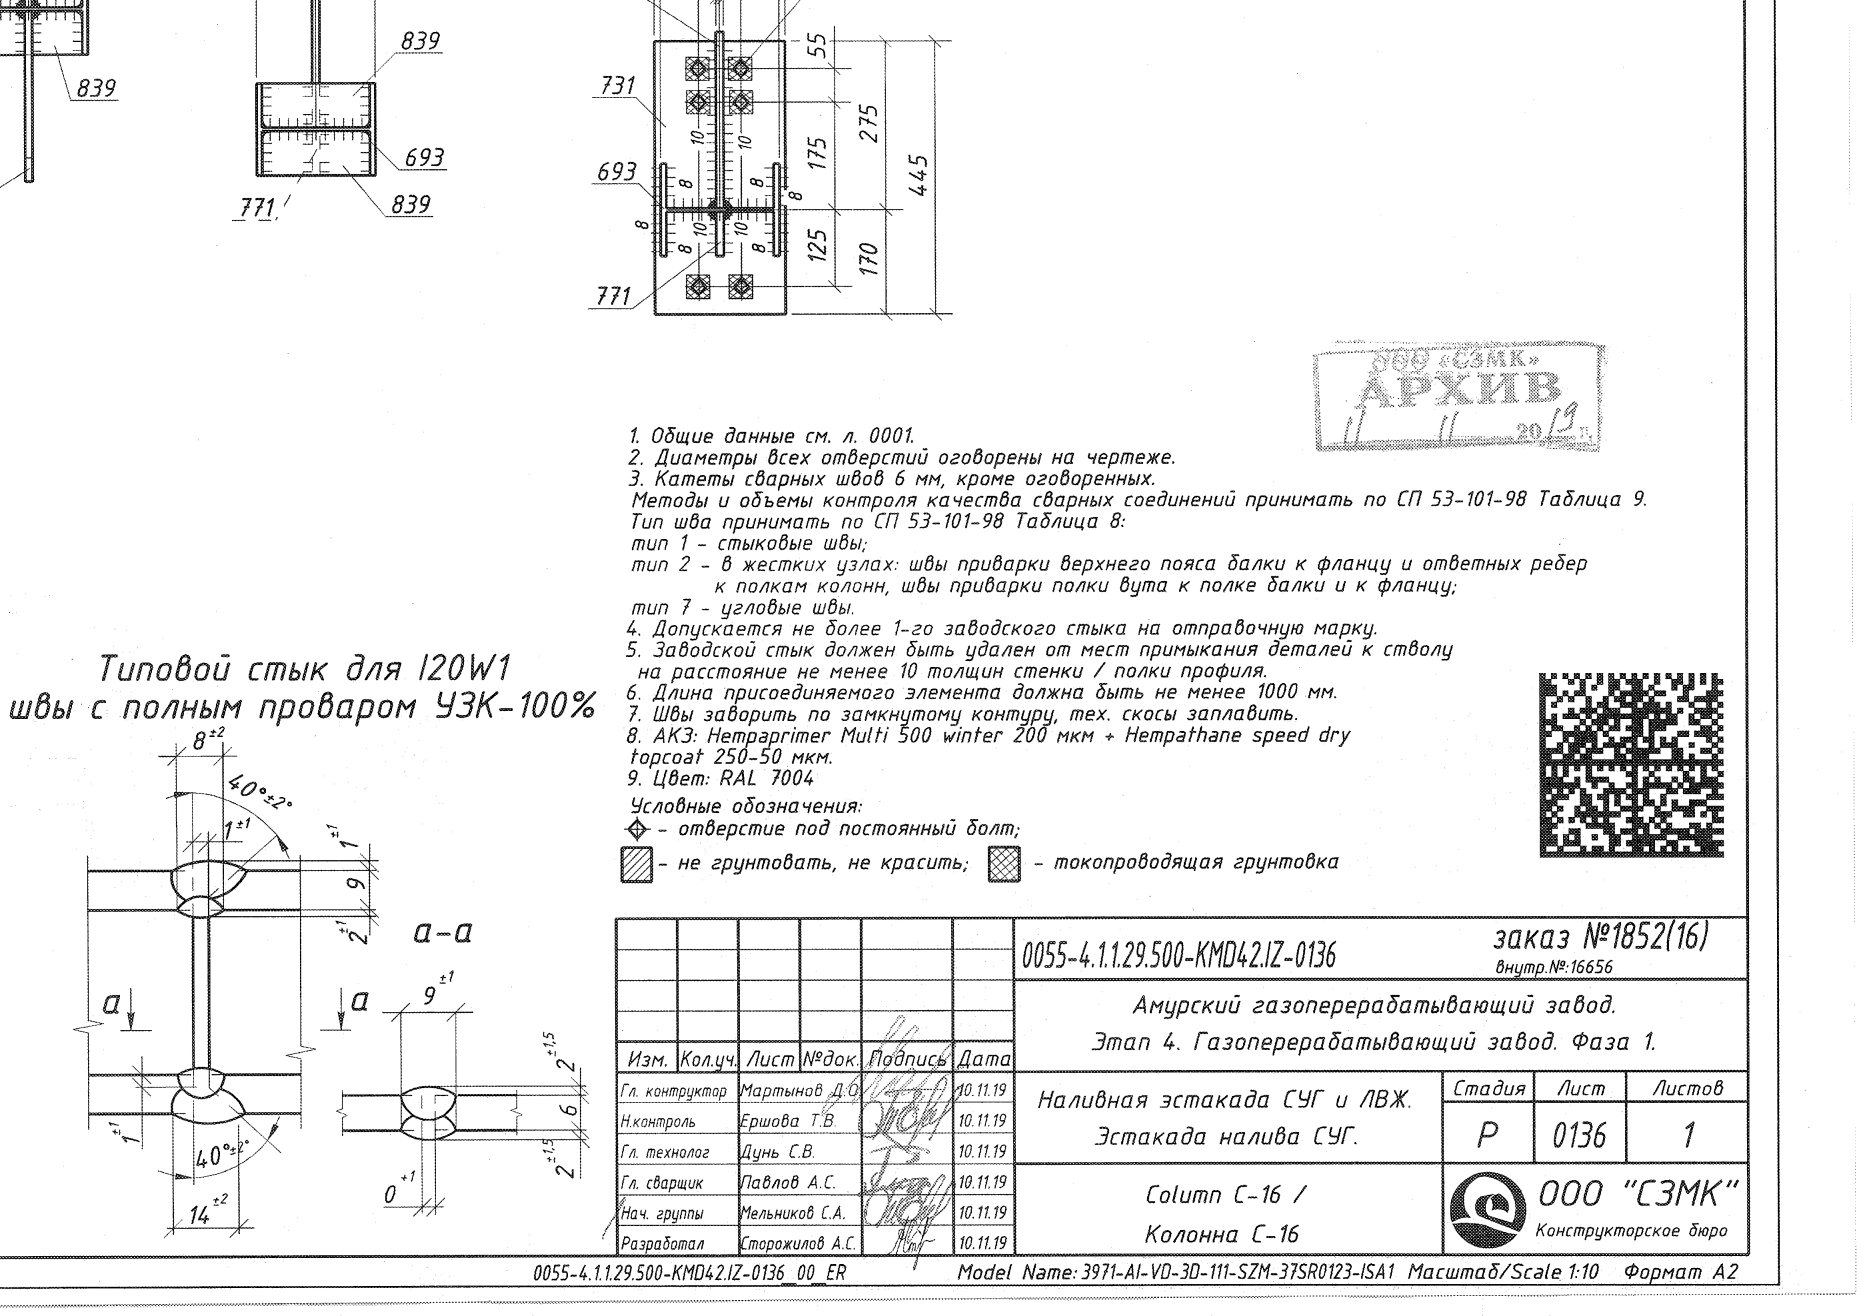 839
839
839
693
771
839
731
693
771
10
10
8
8
8
8
10
10
8
8
55
175
275
445
125
170
ООО «СЗМК»
АРХИВ
11 11 2019 г.
1. Общие данные см. л. 0001.
2. Диаметры всех отверстий оговорены на чертеже.
3. Катеты сварных швов 6 мм, кроме оговоренных.
Методы и объемы контроля качества сварных соединений принимать по СП 53-101-98 Таблица 9.
Тип шва принимать по СП 53-101-98 Таблица 8:
тип 1 - стыковые швы;
тип 2 - в жестких узлах: швы приварки верхнего пояса балки к фланцу и ответных ребер
к полкам колонн, швы приварки полки вута к полке балки и к фланцу;
тип 7 - угловые швы.
4. Допускается не более 1-го заводского стыка на отправочную марку.
5. Заводской стык должен быть удален от мест примыкания деталей к стволу
на расстояние не менее 10 толщин стенки / полки профиля.
6. Длина присоединяемого элемента должна быть не менее 1000 мм.
7. Швы заворить по замкнутому контуру, тех. скосы заплавить.
8. АКЗ: Hempaprimer Multi 500 winter 200 мкм + Hempathane speed dry
topcoat 250-50 мкм.
9. Цвет: RAL 7004
Условные обозначения:
- отверстие под постоянный болт;
- не грунтовать, не красить;
- токопроводящая грунтовка
Типовой стык для I20W1
швы с полным проваром УЗК-100%
8±2
40°±2°
1±1
1±1
9
2±1
а-а
а
а
9±1
2±1,5
6
2±1,5
0+1
1±1
40°±2°
14±2
0055-4.1.1.29.500-KMD42.IZ-0136
заказ №1852(16)
внутр.№:16656
Амурский газоперерабатывающий завод.
Этап 4. Газоперерабатывающий завод. Фаза 1.
Изм. Кол.уч. Лист №док. Подпись Дата
Гл. контруктор Мартынов Д.О. 10.11.19
Н.контроль Ершова Т.В. 10.11.19
Гл. технолог Дунь С.В. 10.11.19
Гл. сварщик Павлов А.С. 10.11.19
Нач. группы Мельников С.А. 10.11.19
Разработал Сторожилов А.С. 10.11.19
Наливная эстакада СУГ и ЛВЖ.
Эстакада налива СУГ.
Стадия Лист Листов
Р 0136 1
Column C-16 /
Колонна С-16
ООО "СЗМК"
Конструкторское бюро
0055-4.1.1.29.500-KMD42.IZ-0136_00_ER
Model Name: 3971-AI-VD-3D-111-SZM-37SR0123-ISA1 Масштаб/Scale 1:10 Формат А2